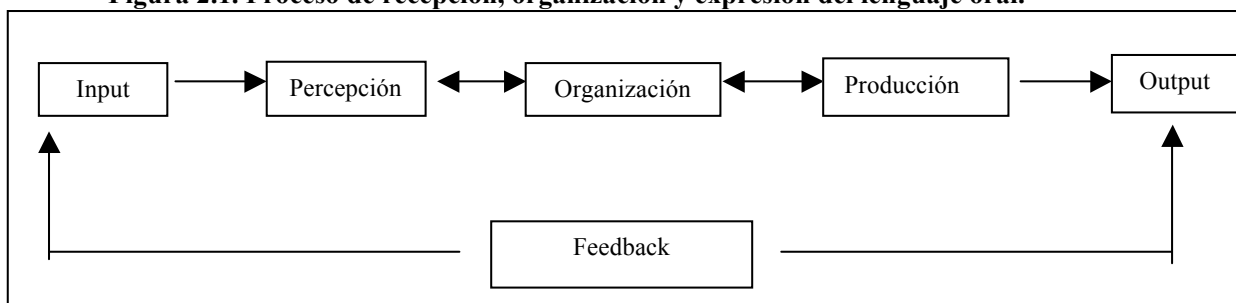 Figura 2.1. Proceso de recepción, organización y expresión del lenguaje oral.
Input
Percepción
Organización
Producción
Output
Feedback